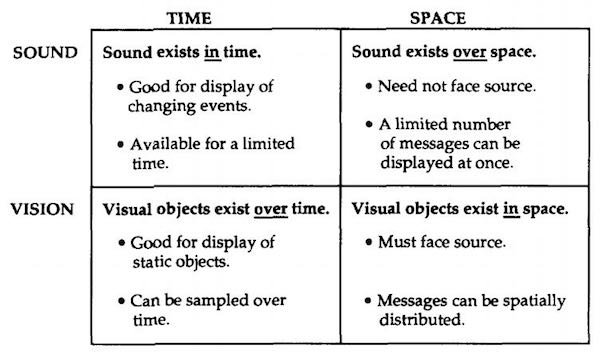 TIME SPACE
SOUND
Sound exists in time.
• Good for display of
changing events.
• Available for a limited
time.
Sound exists over space.
• Need not face source.
• A limited number
of messages can be
displayed at once.
VISION
Visual objects exist over time.
• Good for display of
static objects.
• Can be sampled over
time.
Visual objects exist in space.
• Must face source.
• Messages can be spatially
distributed.